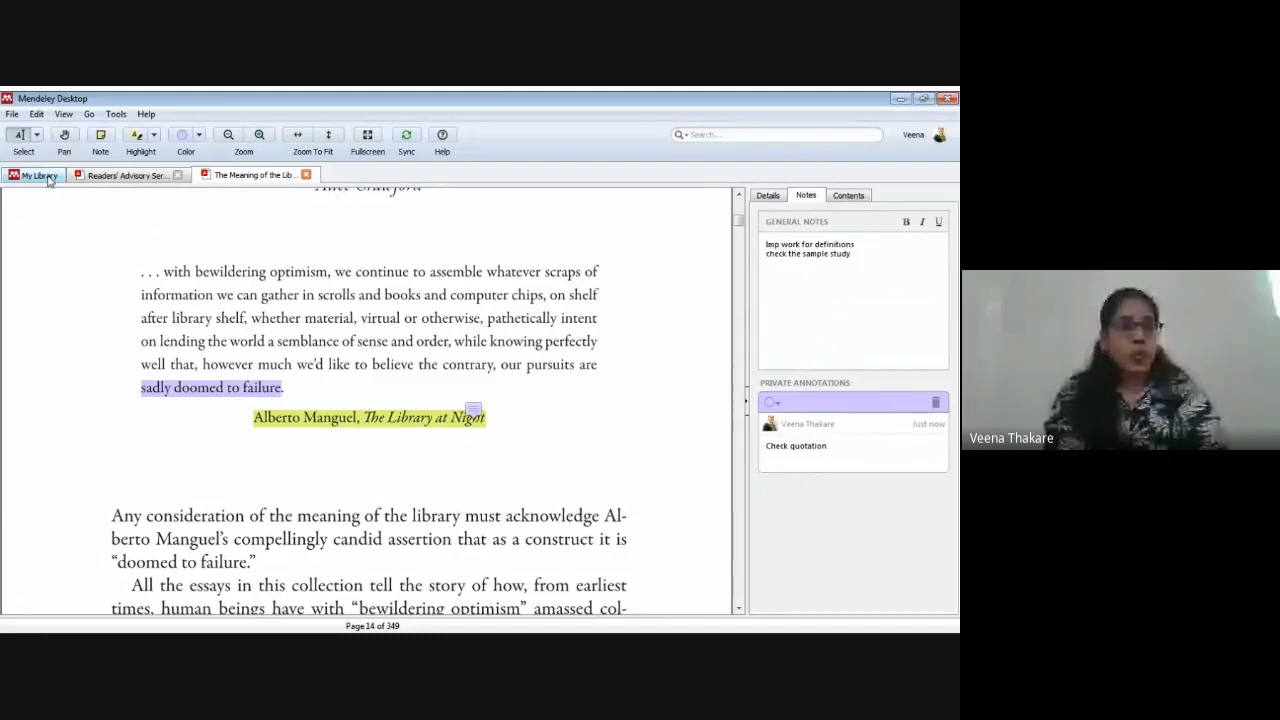 Mendeley Desktop
File Edit View Go Tools Help
Search... Veena
Select Pan Note Highlight Color Zoom Zoom To Fit Fullscreen Sync Help
My Library Readers' Advisory Ser... The Meaning of the Lib...
Alice Crawford
Details Notes Contents
GENERAL NOTES B I U
Imp work for definitions
check the sample study
. . . with bewildering optimism, we continue to assemble whatever scraps of
information we can gather in scrolls and books and computer chips, on shelf
after library shelf, whether material, virtual or otherwise, pathetically intent
on lending the world a semblance of sense and order, while knowing perfectly
well that, however much we'd like to believe the contrary, our pursuits are
sadly doomed to failure.
Alberto Manguel, The Library at Night
PRIVATE ANNOTATIONS
Veena Thakare Just now
Check quotation
Any consideration of the meaning of the library must acknowledge Al-
berto Manguel's compellingly candid assertion that as a construct it is
“doomed to failure.”
All the essays in this collection tell the story of how, from earliest
times, human beings have with “bewildering optimism” amassed col-
Page 14 of 349
Veena Thakare